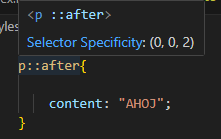 <p ::after>
Selector Specificity: (0, 0, 2)
p::after{
content: "AHOJ";
}